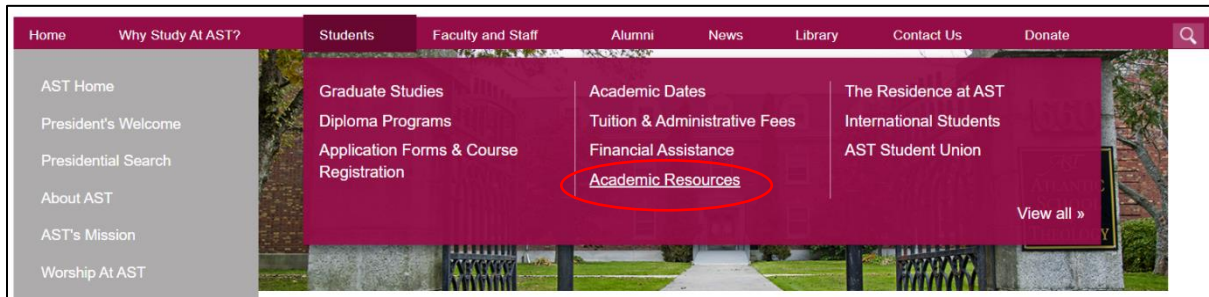 Home Why Study At AST? Students Faculty and Staff Alumni News Library Contact Us Donate
AST Home
President's Welcome
Presidential Search
About AST
AST's Mission
Worship At AST
Graduate Studies
Diploma Programs
Application Forms & Course
Registration
Academic Dates
Tuition & Administrative Fees
Financial Assistance
Academic Resources
The Residence at AST
International Students
AST Student Union
View all »
ATLANTIC